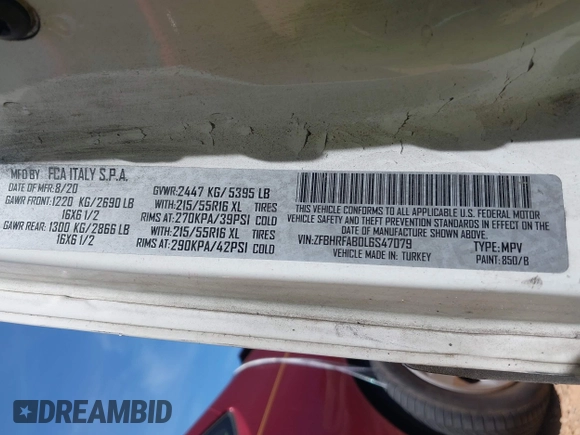 MFG BY: FCA ITALY S.P.A.
DATE OF MFR:8/20
GVWR:2447 KG/5395 LB
GAWR FRONT:1220 KG/2690 LB
WITH:215/55R16 XL TIRES
16X6 1/2
RIMS AT:270KPA/39PSI COLD
GAWR REAR:1300 KG/2866 LB
WITH:215/55R16 XL TIRES
16X6 1/2
RIMS AT:290KPA/42PSI COLD
THIS VEHICLE CONFORMS TO ALL APPLICABLE U.S.FEDERAL MOTOR
VEHICLE SAFETY,BUMPER,AND THEFT PREVENTION STANDARDS IN EFFECT
ON THE DATE OF MANUFACTURE SHOWN ABOVE.
VIN:ZFBHRFAB0L6S47079
TYPE:MPV
VEHICLE MADE IN: TURKEY
PAINT:850/B
DREAMBID